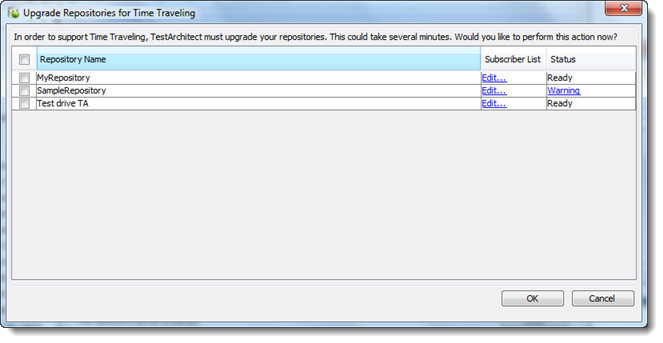 Upgrade Repositories for Time Traveling
In order to support Time Traveling, TestArchitect must upgrade your repositories. This could take several minutes. Would you like to perform this action now?
Repository Name Subscriber List Status
MyRepository Edit... Ready
SampleRepository Edit... Warning
Test drive TA Edit... Ready
OK Cancel